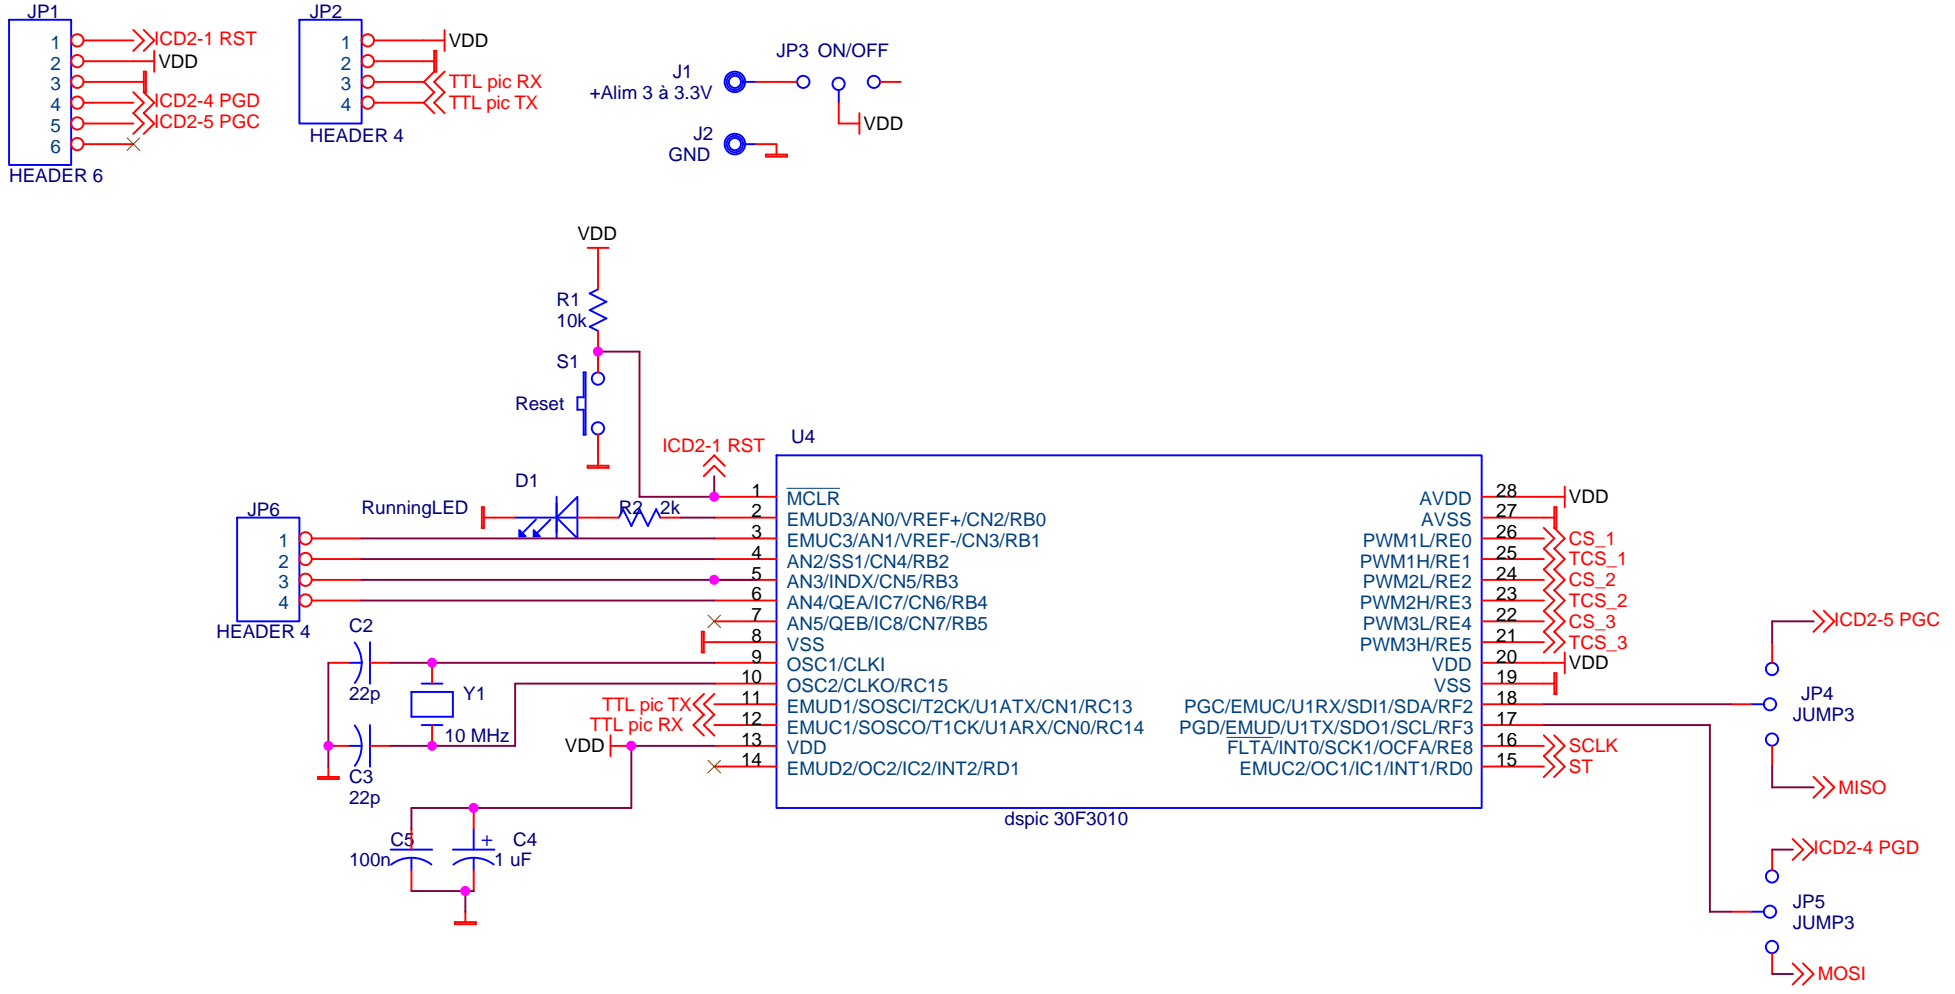 JP1
1
2
3
4
5
6
ICD2-1 RST
VDD
ICD2-4 PGD
ICD2-5 PGC
HEADER 6
JP2
1
2
3
4
VDD
TTL pic RX
TTL pic TX
HEADER 4
JP3 ON/OFF
J1
+Alim 3 à 3.3V
VDD
J2
GND
VDD
R1
10k
S1
Reset
ICD2-1 RST
D1
RunningLED
R2 2k
JP6
1
2
3
4
HEADER 4
C2
22p
Y1
10 MHz
C3
22p
TTL pic TX
TTL pic RX
VDD
C5
100n
+ C4
1 uF
U4
1 MCLR
2 EMUD3/AN0/VREF+/CN2/RB0
3 EMUC3/AN1/VREF-/CN3/RB1
4 AN2/SS1/CN4/RB2
5 AN3/INDX/CN5/RB3
6 AN4/QEA/IC7/CN6/RB4
7 AN5/QEB/IC8/CN7/RB5
8 VSS
9 OSC1/CLKI
10 OSC2/CLKO/RC15
11 EMUD1/SOSCI/T2CK/U1ATX/CN1/RC13
12 EMUC1/SOSCO/T1CK/U1ARX/CN0/RC14
13 VDD
14 EMUD2/OC2/IC2/INT2/RD1
AVDD 28 VDD
AVSS 27
PWM1L/RE0 26 CS_1
PWM1H/RE1 25 TCS_1
PWM2L/RE2 24 CS_2
PWM2H/RE3 23 TCS_2
PWM3L/RE4 22 CS_3
PWM3H/RE5 21 TCS_3
VDD 20 VDD
VSS 19
PGC/EMUC/U1RX/SDI1/SDA/RF2 18
PGD/EMUD/U1TX/SDO1/SCL/RF3 17
FLTA/INT0/SCK1/OCFA/RE8 16 SCLK
EMUC2/OC1/IC1/INT1/RD0 15 ST
dspic 30F3010
ICD2-5 PGC
JP4
JUMP3
MISO
ICD2-4 PGD
JP5
JUMP3
MOSI